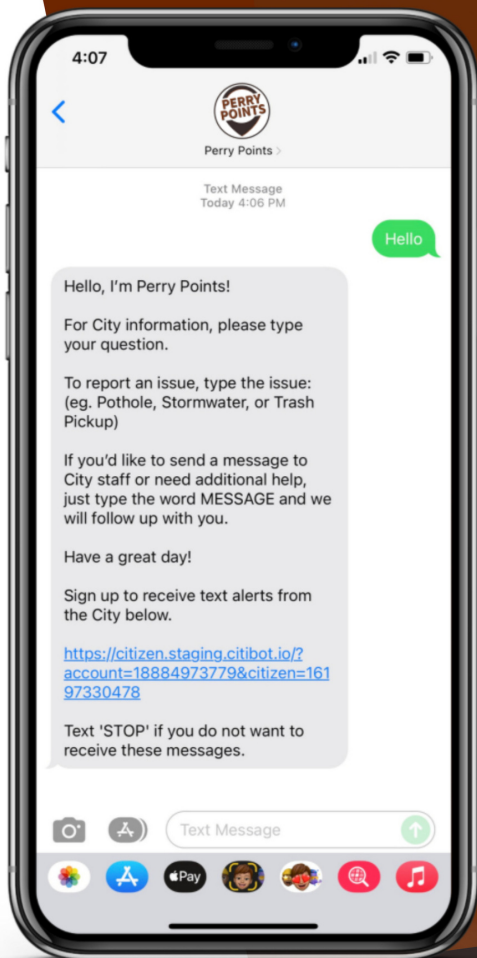 4:07
PERRY
POINTS
Perry Points
Text Message
Today 4:06 PM
Hello
Hello, I'm Perry Points!
For City information, please type
your question.
To report an issue, type the issue:
(eg. Pothole, Stormwater, or Trash
Pickup)
If you'd like to send a message to
City staff or need additional help,
just type the word MESSAGE and we
will follow up with you.
Have a great day!
Sign up to receive text alerts from
the City below.
https://citizen.staging.citibot.io/?
account=18884973779&citizen=161
97330478
Text 'STOP' if you do not want to
receive these messages.
Text Message
Pay